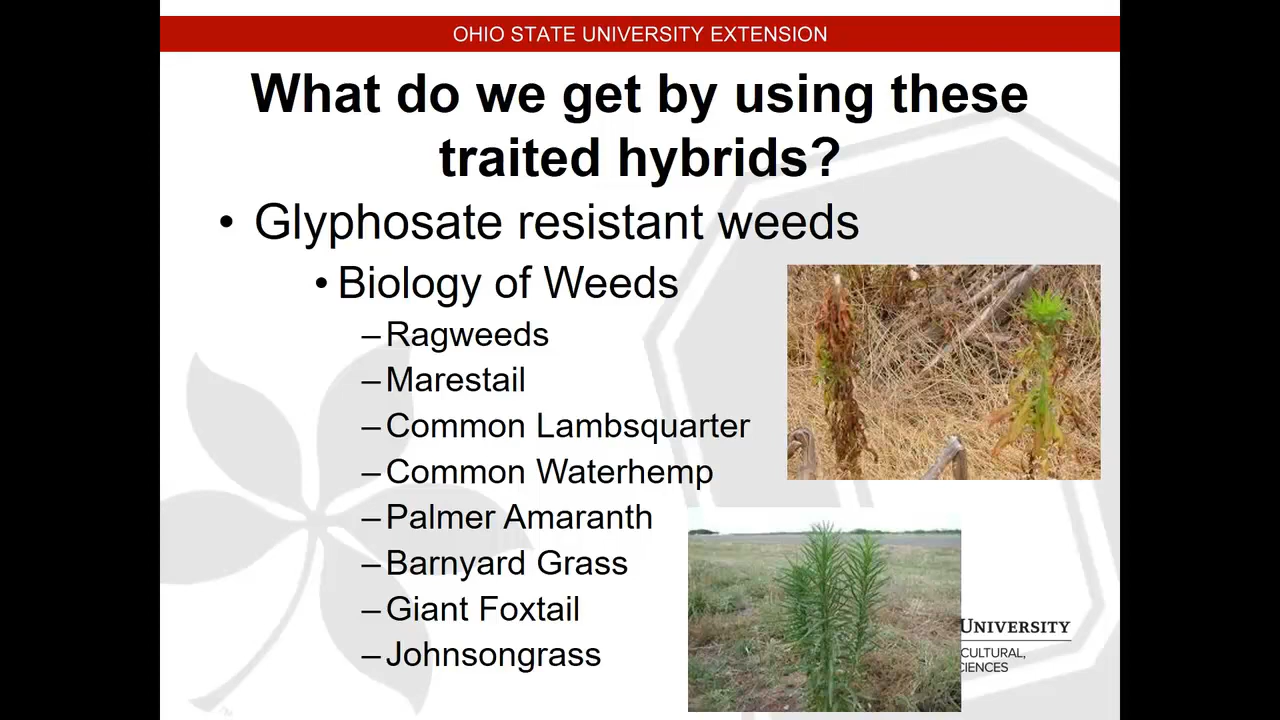 OHIO STATE UNIVERSITY EXTENSION
What do we get by using these
traited hybrids?
• Glyphosate resistant weeds
• Biology of Weeds
–Ragweeds
–Marestail
–Common Lambsquarter
–Common Waterhemp
–Palmer Amaranth
–Barnyard Grass
–Giant Foxtail
–Johnsongrass
UNIVERSITY
CULTURAL,
CIENCES